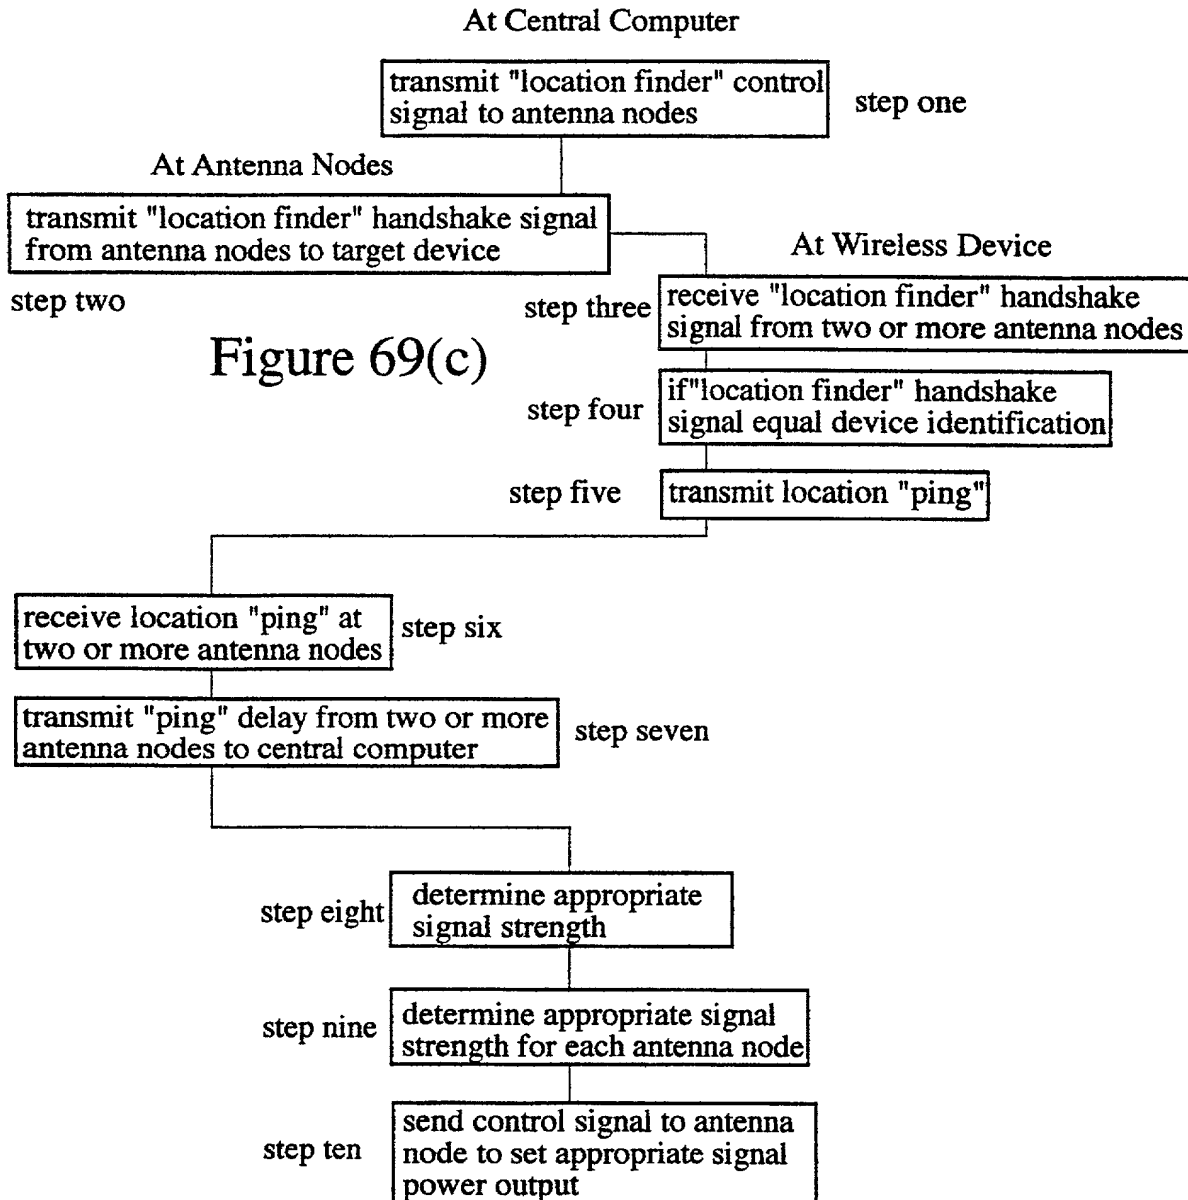 At Central Computer
transmit "location finder" control
signal to antenna nodes
step one
At Antenna Nodes
transmit "location finder" handshake signal
from antenna nodes to target device
step two
At Wireless Device
step three
receive "location finder" handshake
signal from two or more antenna nodes
Figure 69(c)
step four
if"location finder" handshake
signal equal device identification
step five
transmit location "ping"
receive location "ping" at
two or more antenna nodes
step six
transmit "ping" delay from two or more
antenna nodes to central computer
step seven
step eight
determine appropriate
signal strength
step nine
determine appropriate signal
strength for each antenna node
step ten
send control signal to antenna
node to set appropriate signal
power output